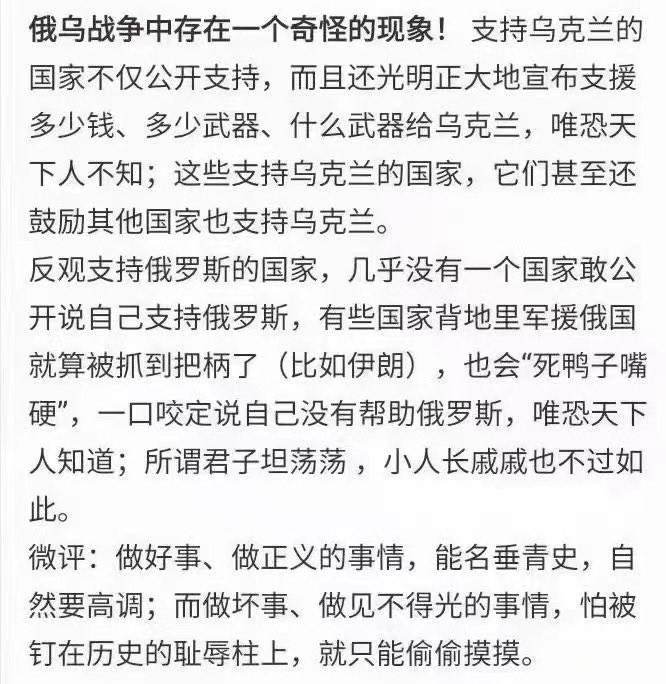 俄乌战争中存在一个奇怪的现象！ 支持乌克兰的
国家不仅公开支持，而且还光明正大地宣布支援
多少钱、多少武器、什么武器给乌克兰，唯恐天
下人不知；这些支持乌克兰的国家，它们甚至还
鼓励其他国家也支持乌克兰。
反观支持俄罗斯的国家，几乎没有一个国家敢公
开说自己支持俄罗斯，有些国家背地里军援俄国
就算被抓到把柄了（比如伊朗），也会“死鸭子嘴
硬”，一口咬定说自己没有帮助俄罗斯，唯恐天下
人知道；所谓君子坦荡荡 ，小人长戚戚也不过如
此。
微评：做好事、做正义的事情，能名垂青史，自
然要高调；而做坏事、做见不得光的事情，怕被
钉在历史的耻辱柱上，就只能偷偷摸摸。